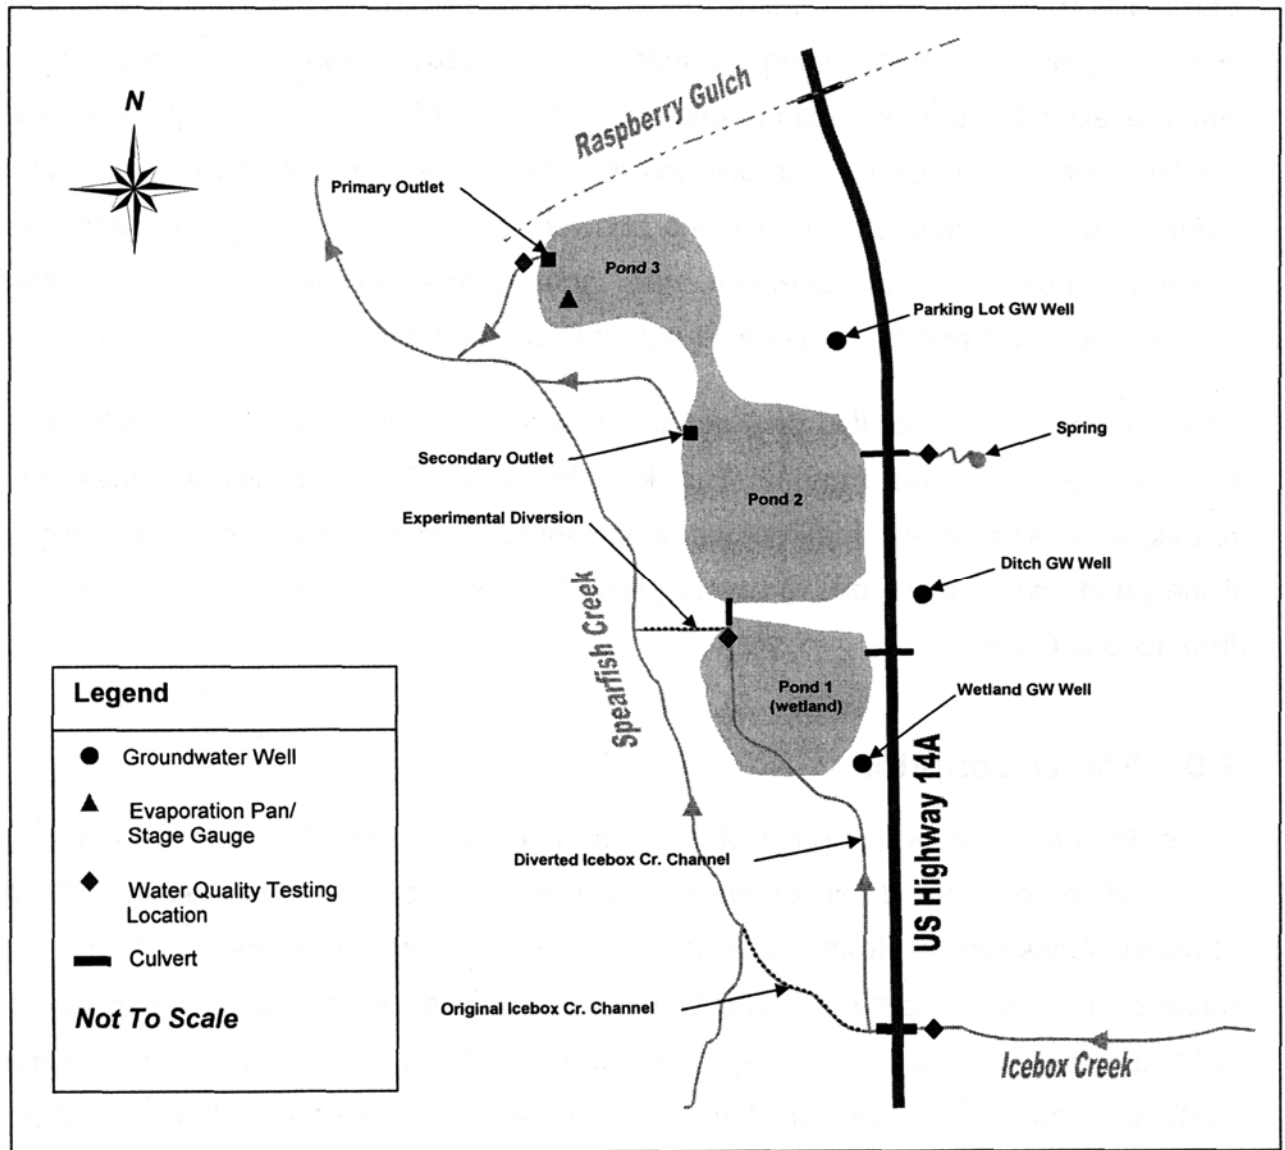 N
Raspberry Gulch
Primary Outlet
Pond 3
Parking Lot GW Well
Spring
Secondary Outlet
Pond 2
Experimental Diversion
Ditch GW Well
Spearfish Creek
Pond 1
(wetland)
Wetland GW Well
US Highway 14A
Diverted Icebox Cr. Channel
Original Icebox Cr. Channel
Icebox Creek
Legend
Groundwater Well
Evaporation Pan/
Stage Gauge
Water Quality Testing
Location
Culvert
Not To Scale